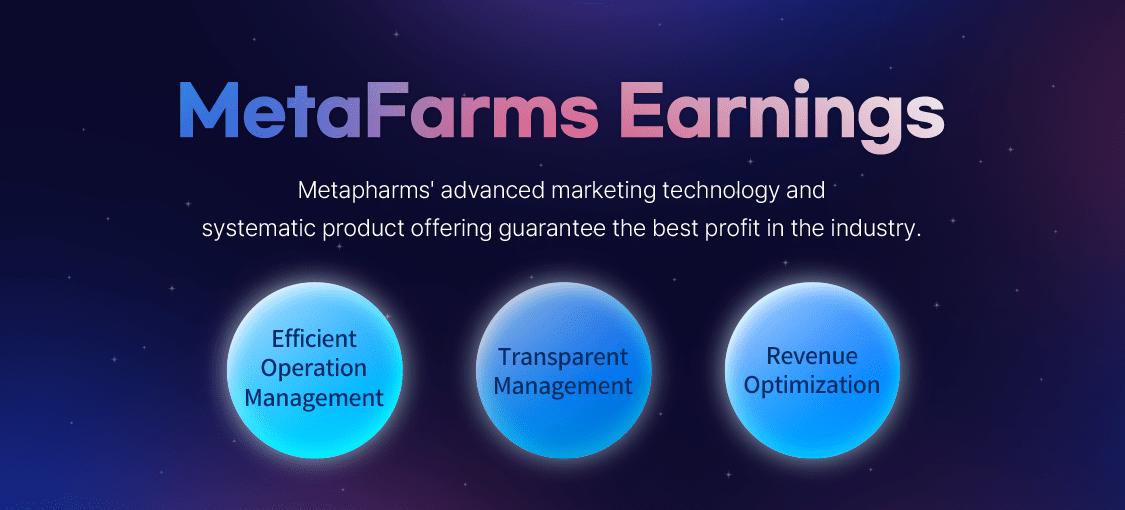 MetaFarms Earnings
Metapharms' advanced marketing technology and
systematic product offering guarantee the best profit in the industry.
Efficient
Operation
Management
Transparent
Management
Revenue
Optimization